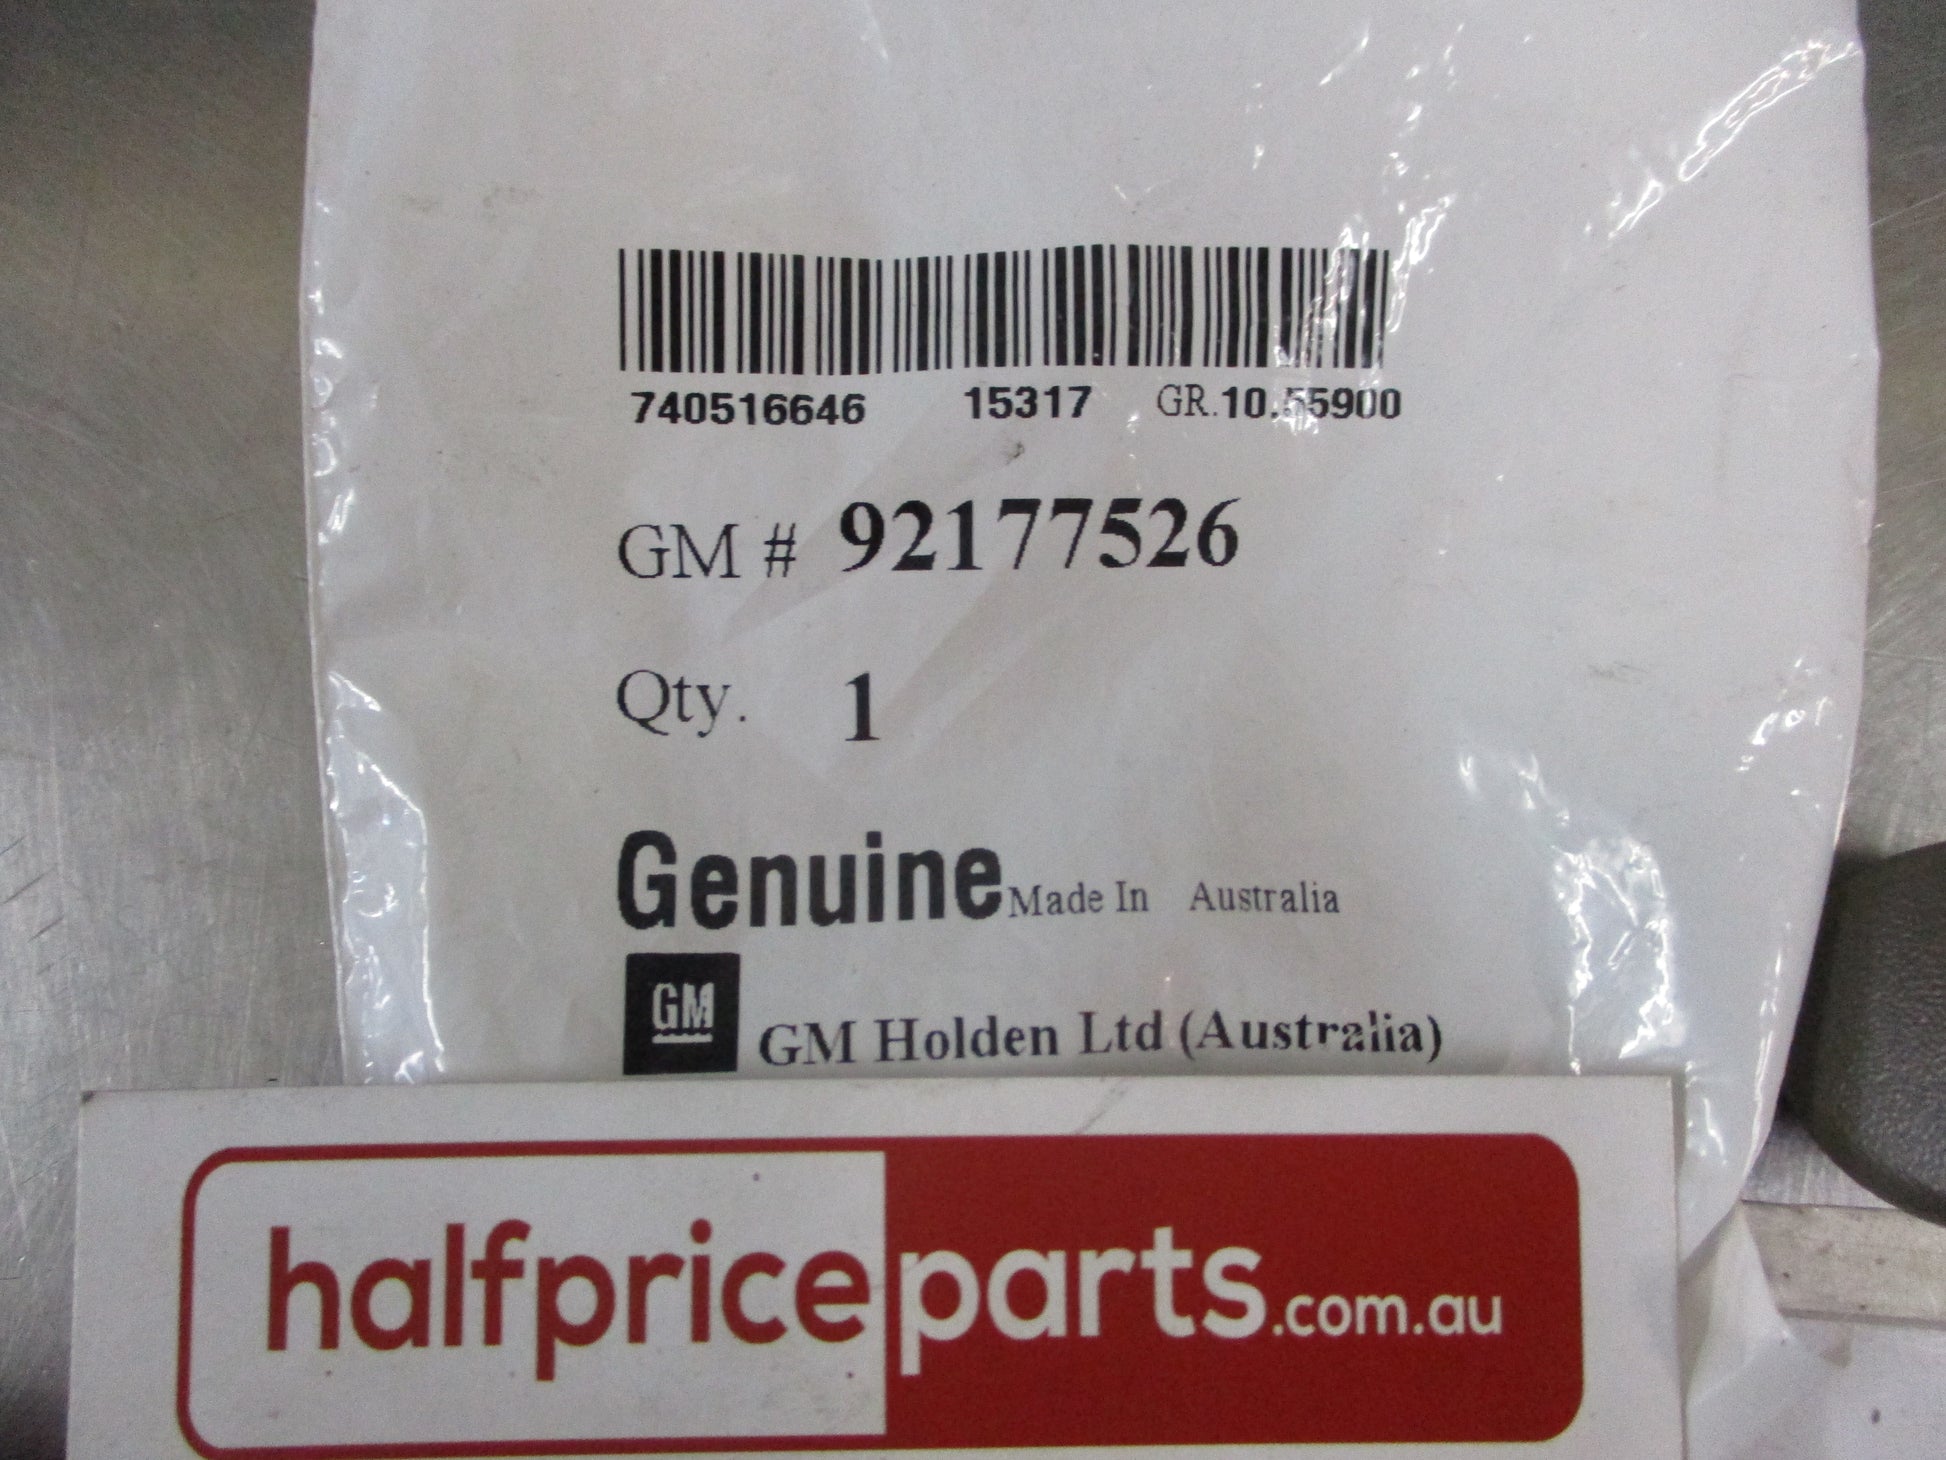 740516646 15317 GR.10.55900
GM # 92177526
Qty. 1
Genuine Made In Australia
GM GM Holden Ltd (Australia)
halfpriceparts.com.au